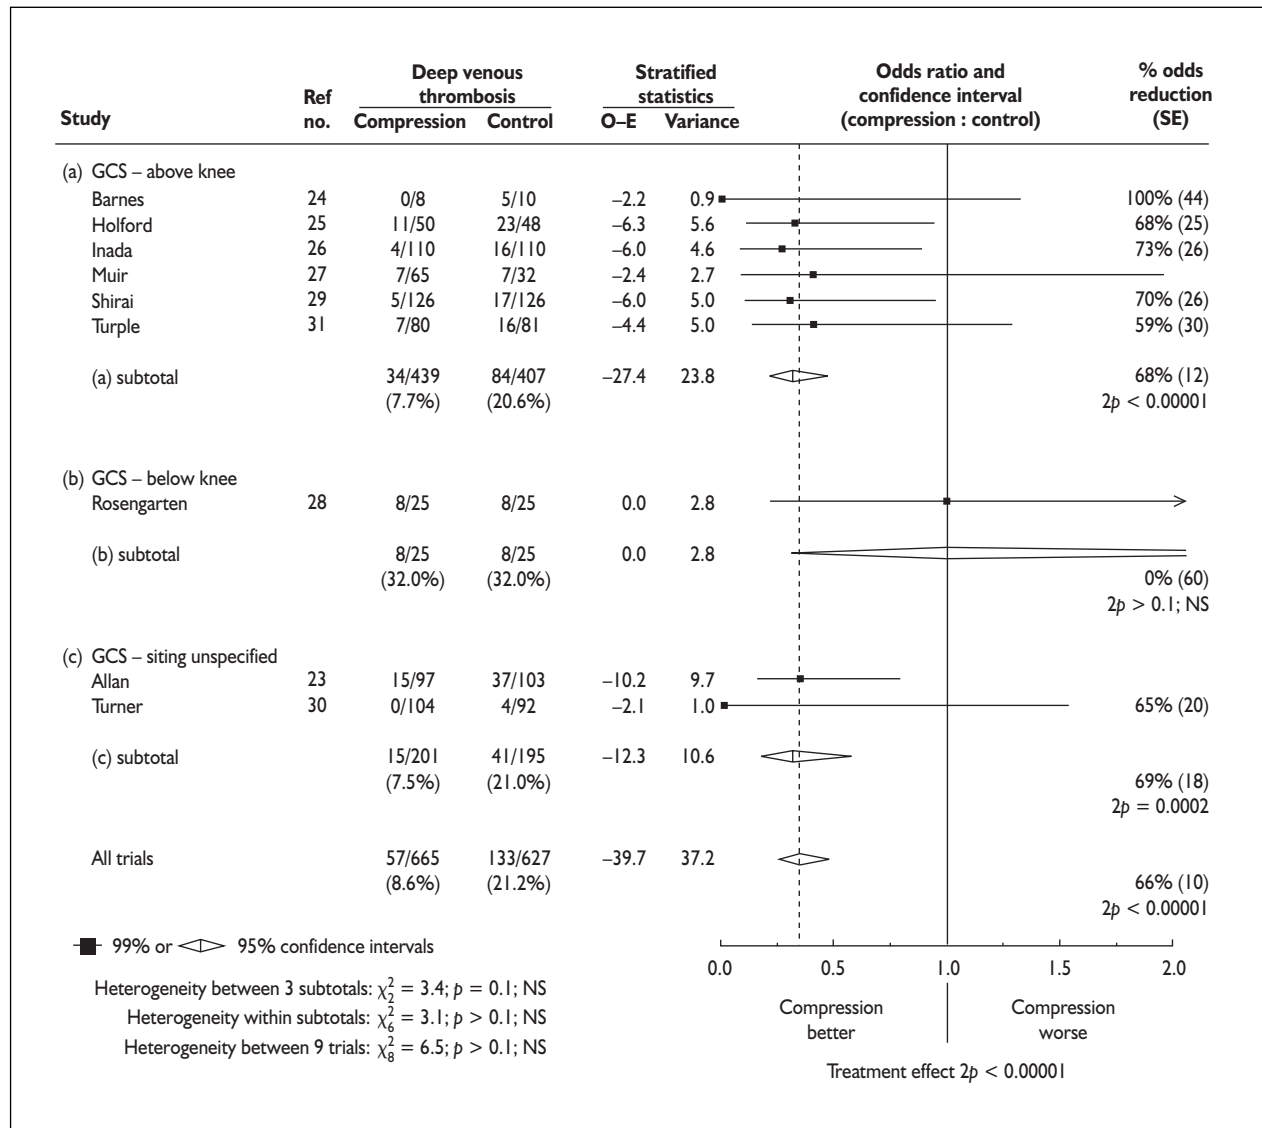 Study Ref no. Deep venous thrombosis Stratified statistics Odds ratio and confidence interval (compression : control) % odds reduction (SE)
Compression Control O–E Variance
(a) GCS – above knee
Barnes 24 0/8 5/10 –2.2 0.9 100% (44)
Holford 25 11/50 23/48 –6.3 5.6 68% (25)
Inada 26 4/110 16/110 –6.0 4.6 73% (26)
Muir 27 7/65 7/32 –2.4 2.7
Shirai 29 5/126 17/126 –6.0 5.0 70% (26)
Turple 31 7/80 16/81 –4.4 5.0 59% (30)
(a) subtotal 34/439 84/407 –27.4 23.8 68% (12)
(7.7%) (20.6%) 2p < 0.00001
(b) GCS – below knee
Rosengarten 28 8/25 8/25 0.0 2.8
(b) subtotal 8/25 8/25 0.0 2.8
(32.0%) (32.0%) 0% (60)
2p > 0.1; NS
(c) GCS – siting unspecified
Allan 23 15/97 37/103 –10.2 9.7
Turner 30 0/104 4/92 –2.1 1.0 65% (20)
(c) subtotal 15/201 41/195 –12.3 10.6
(7.5%) (21.0%) 69% (18)
2p = 0.0002
All trials 57/665 133/627 –39.7 37.2
(8.6%) (21.2%) 66% (10)
2p < 0.00001
99% or 95% confidence intervals
0.0 0.5 1.0 1.5 2.0
Heterogeneity between 3 subtotals: χ²₂ = 3.4; p = 0.1; NS
Heterogeneity within subtotals: χ²₆ = 3.1; p > 0.1; NS
Heterogeneity between 9 trials: χ²₈ = 6.5; p > 0.1; NS
Compression better
Compression worse
Treatment effect 2p < 0.00001